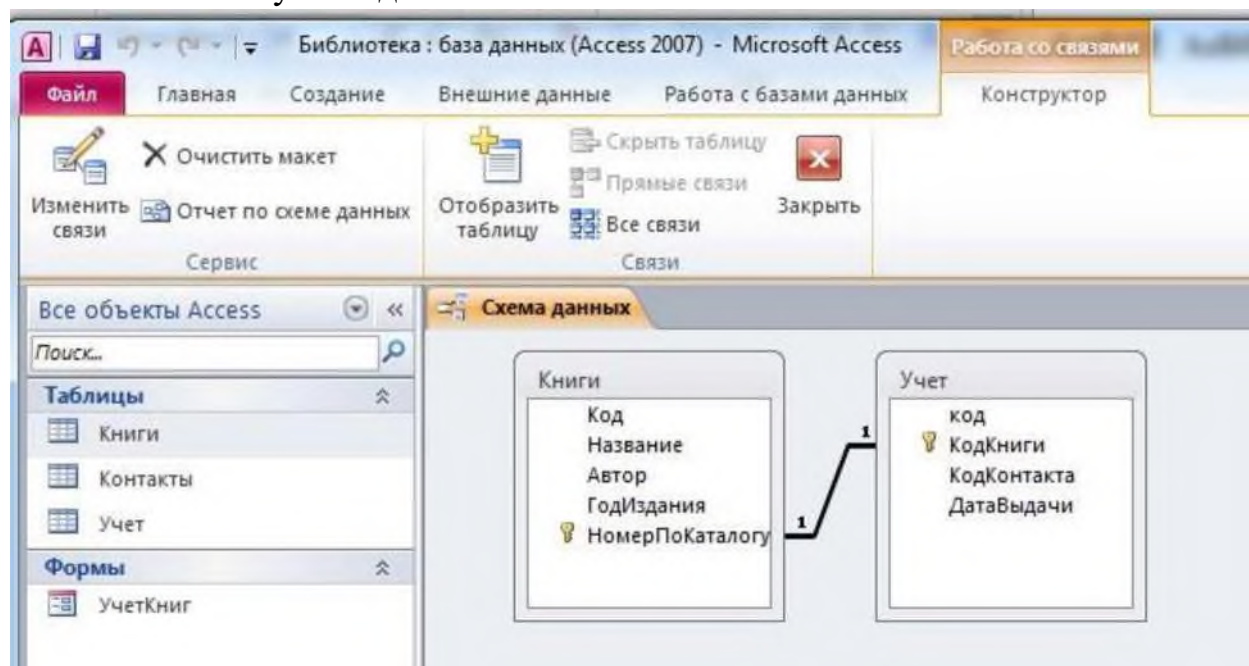 Библиотека : база данных (Access 2007) - Microsoft Access
Работа со связями
Файл Главная Создание Внешние данные Работа с базами данных Конструктор
Изменить связи
Очистить макет
Отчет по схеме данных
Сервис
Отобразить таблицу
Скрыть таблицу
Прямые связи
Все связи
Закрыть
Связи
Все объекты Access
Поиск...
Таблицы
Книги
Контакты
Учет
Формы
УчетКниг
Схема данных
Книги
Код
Название
Автор
ГодИздания
НомерПоКаталогу
1
1
Учет
код
КодКниги
КодКонтакта
ДатаВыдачи